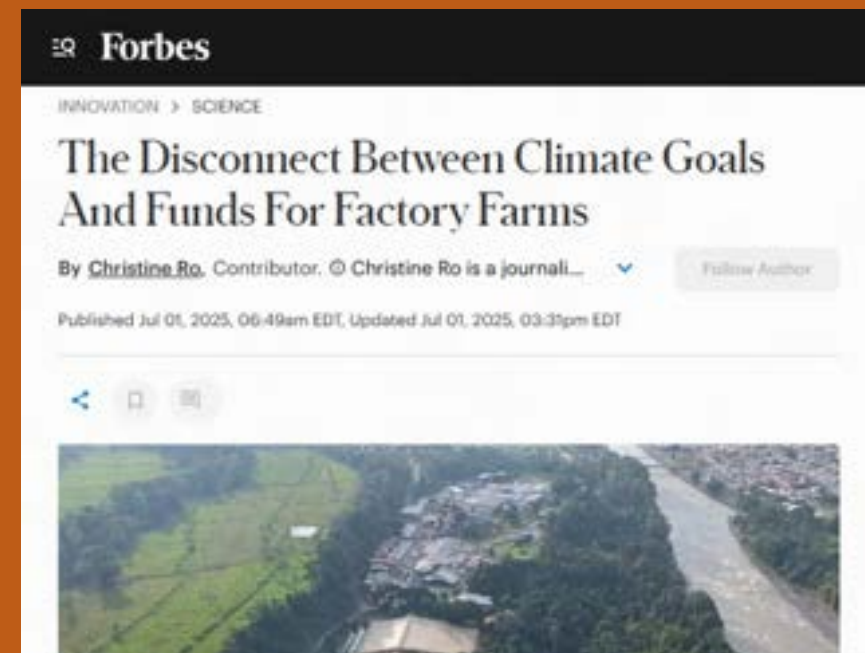 Forbes
INNOVATION > SCIENCE
The Disconnect Between Climate Goals
And Funds For Factory Farms
By Christine Ro, Contributor. Christine Ro is a journali...
Follow Author
Published Jul 01, 2025, 06:49am EDT, Updated Jul 01, 2025, 03:31pm EDT